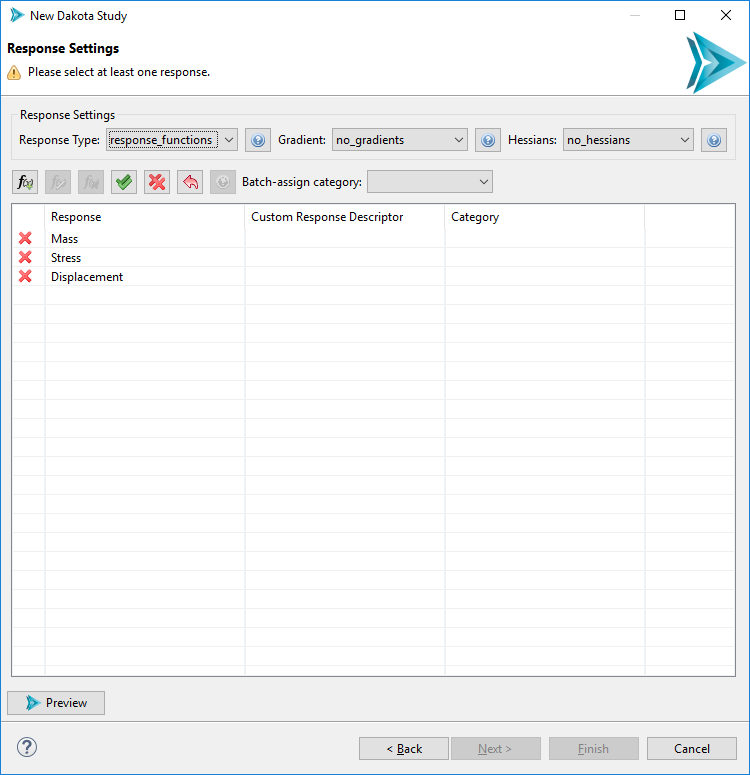 New Dakota Study
Response Settings
Please select at least one response.
Response Settings
Response Type: response_functions Gradient: no_gradients Hessians: no_hessians
f(x) f(x) f(x) Batch-assign category:
Response Custom Response Descriptor Category
Mass
Stress
Displacement
Preview
< Back Next > Finish Cancel